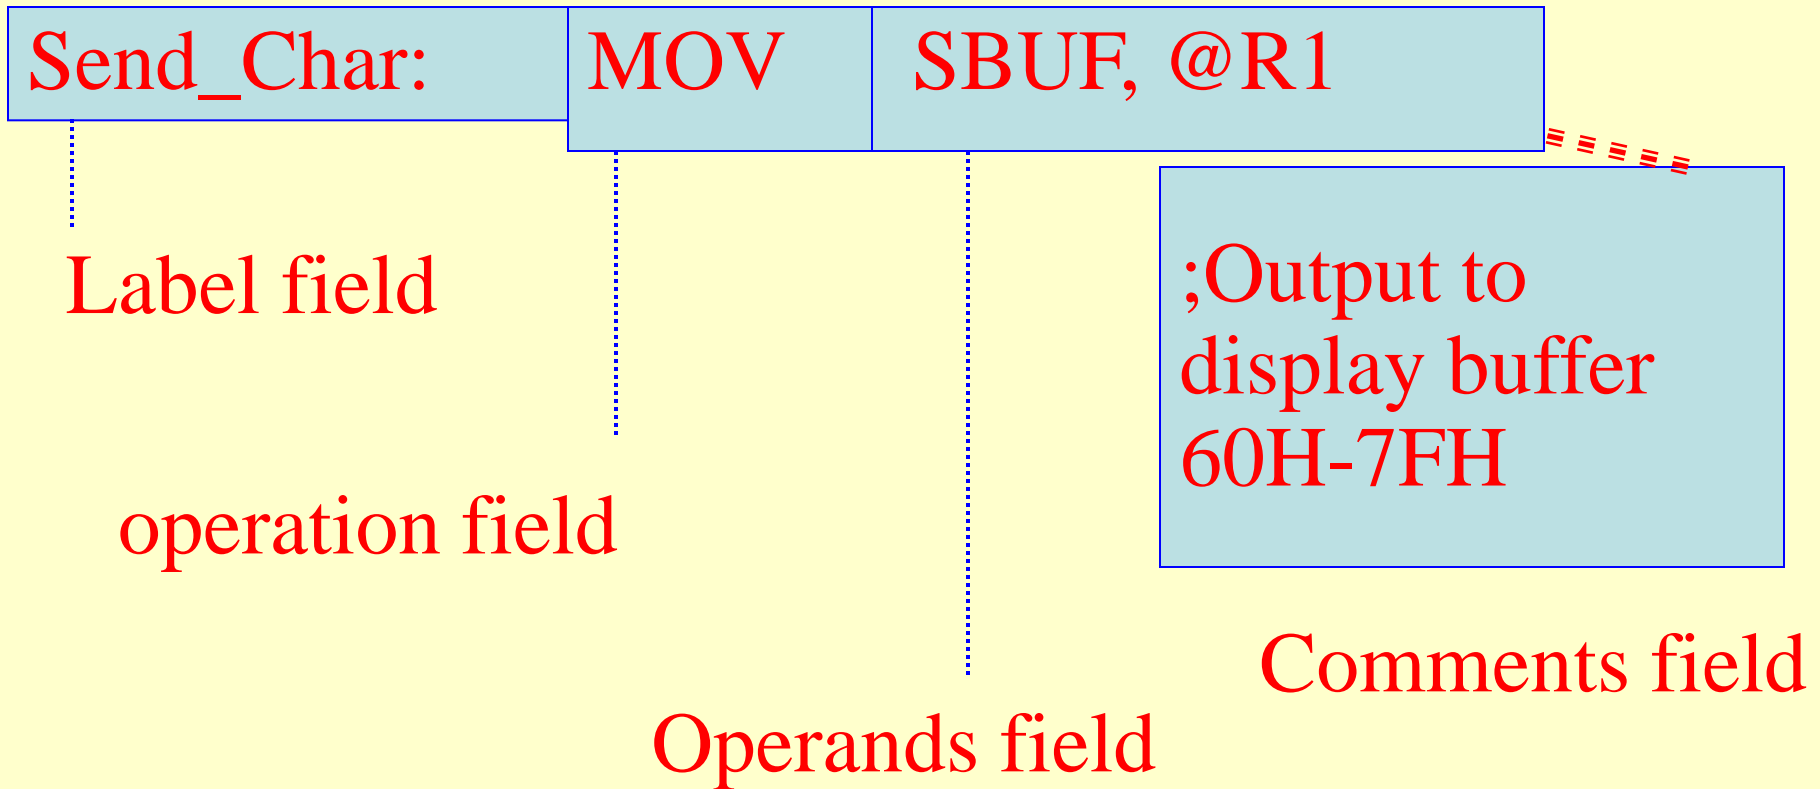 Send_Char: MOV SBUF, @R1
Label field
;Output to
display buffer
60H-7FH
operation field
Comments field
Operands field